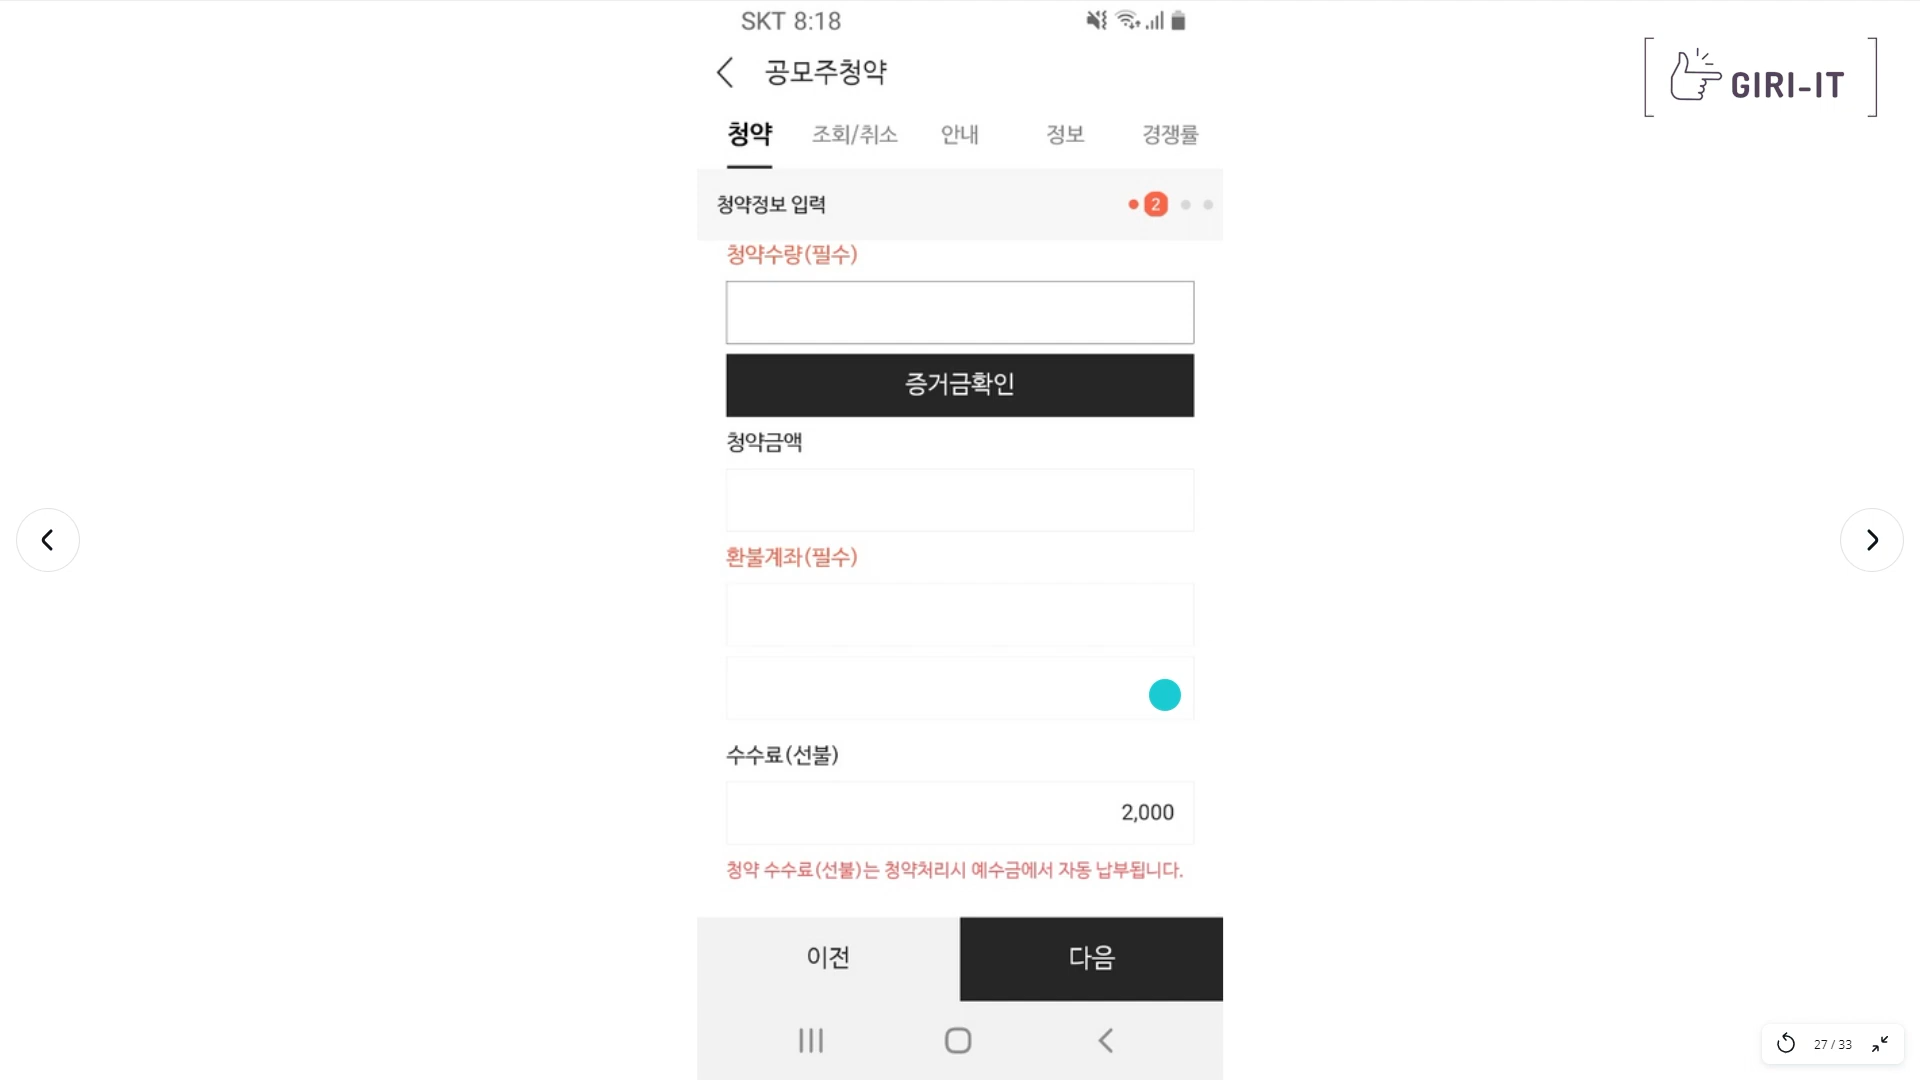 SKT 8:18
공모주청약
GIRI-IT
청약 조회/취소 안내 정보 경쟁률
청약정보 입력
2
청약수량(필수)
증거금확인
청약금액
환불계좌(필수)
수수료(선불)
2,000
청약 수수료(선불)는 청약처리시 예수금에서 자동 납부됩니다.
이전 다음
27 / 33